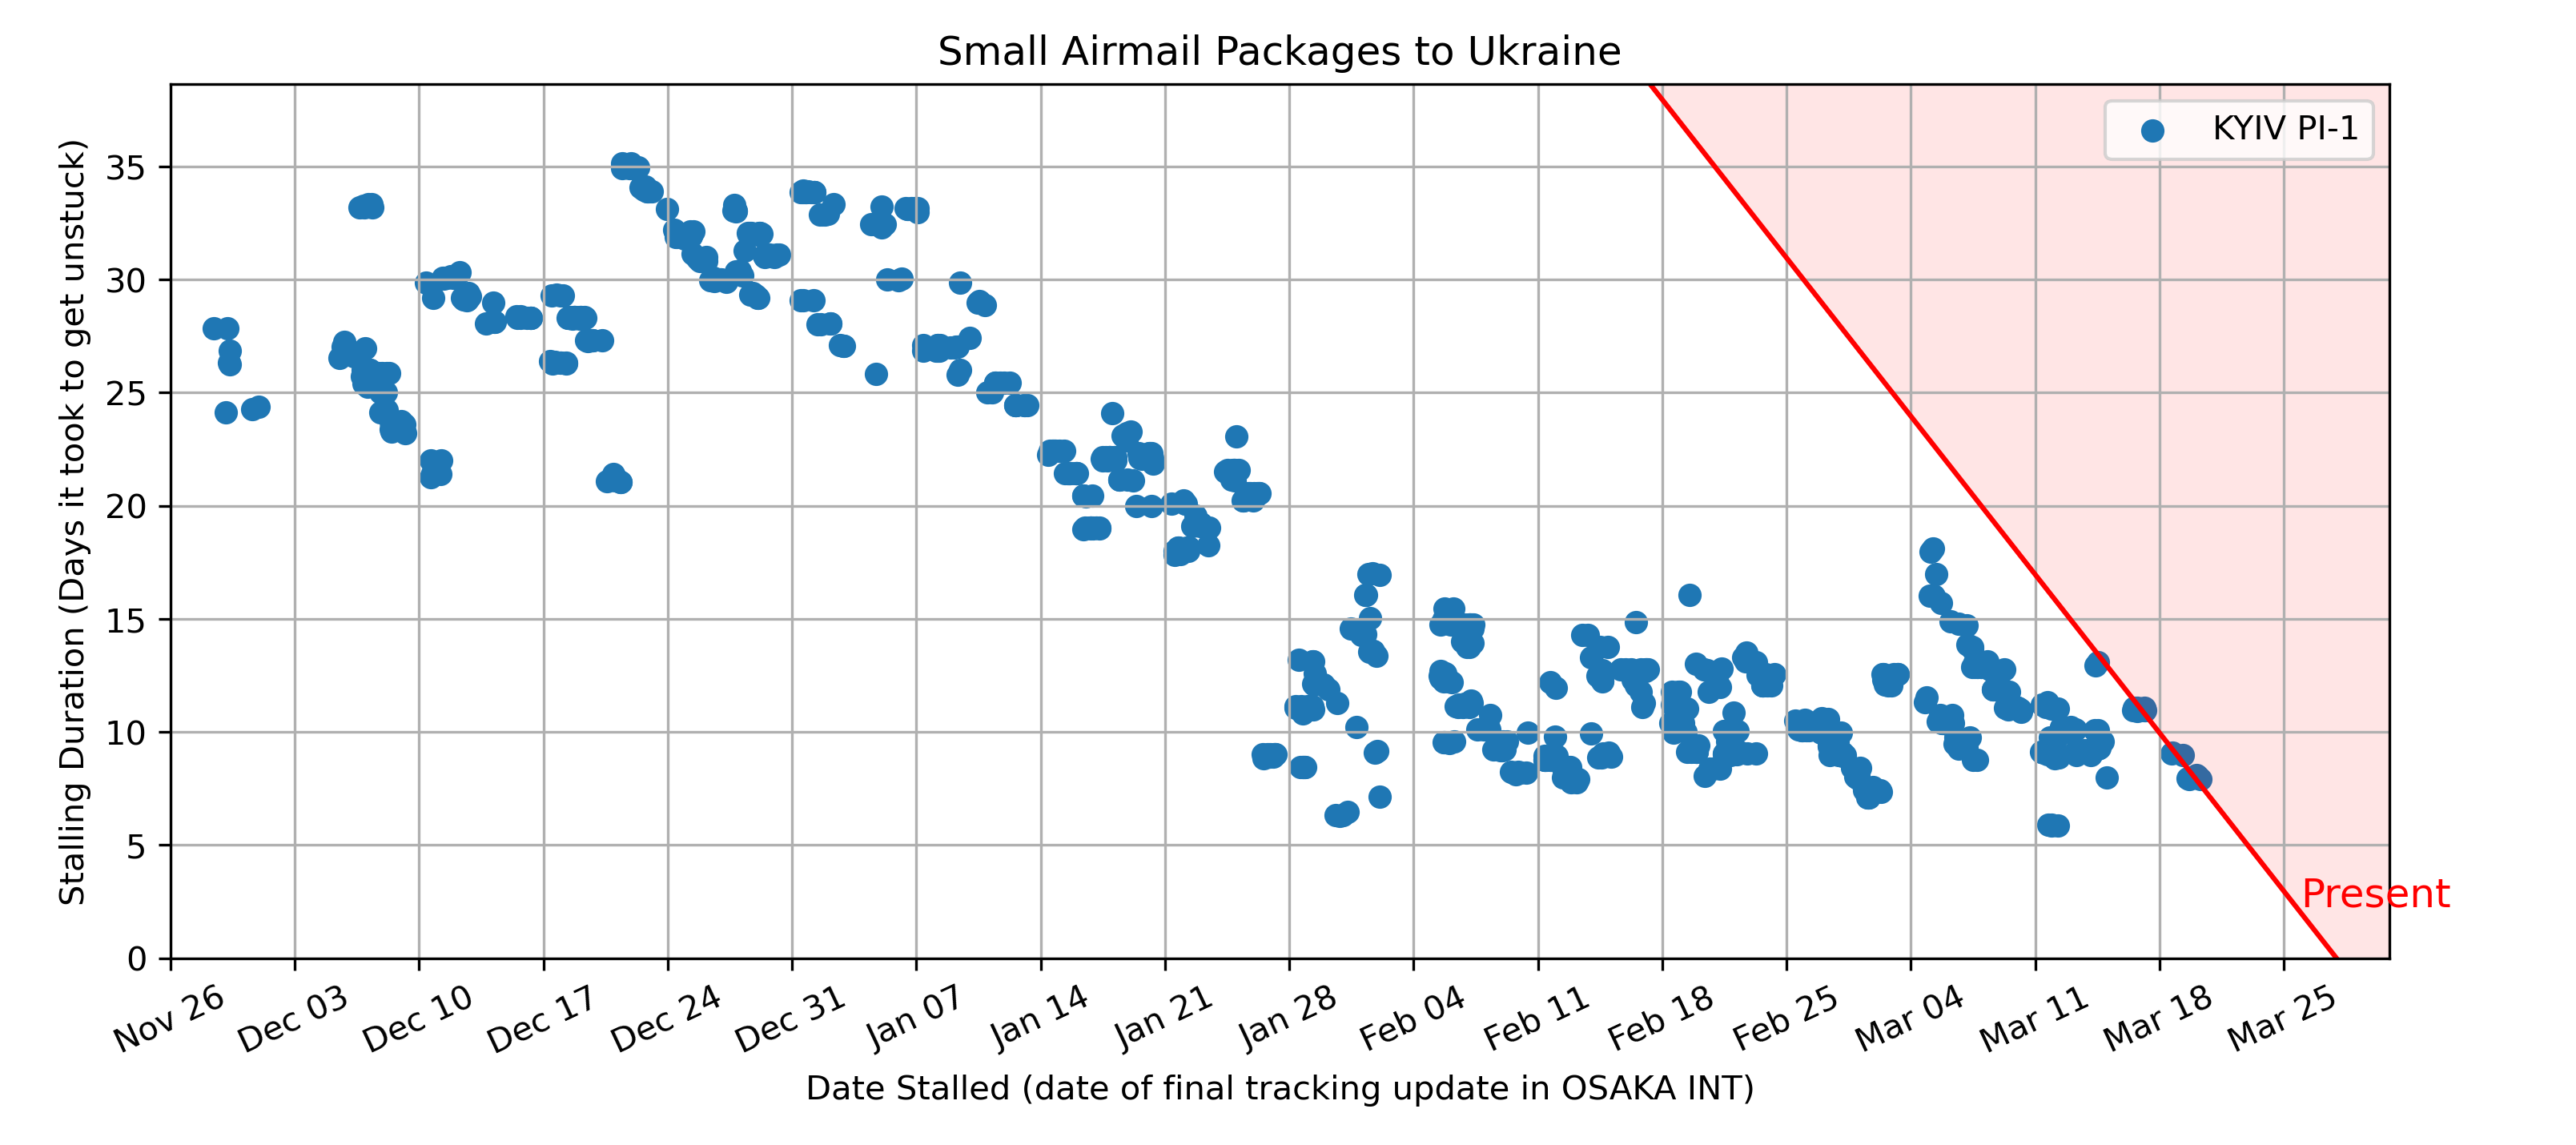 Small Airmail Packages to Ukraine
KYIV PI-1
Stalling Duration (Days it took to get unstuck)
35
30
25
20
15
10
5
0
Present
Nov 26
Dec 03
Dec 10
Dec 17
Dec 24
Dec 31
Jan 07
Jan 14
Jan 21
Jan 28
Feb 04
Feb 11
Feb 18
Feb 25
Mar 04
Mar 11
Mar 18
Mar 25
Date Stalled (date of final tracking update in OSAKA INT)